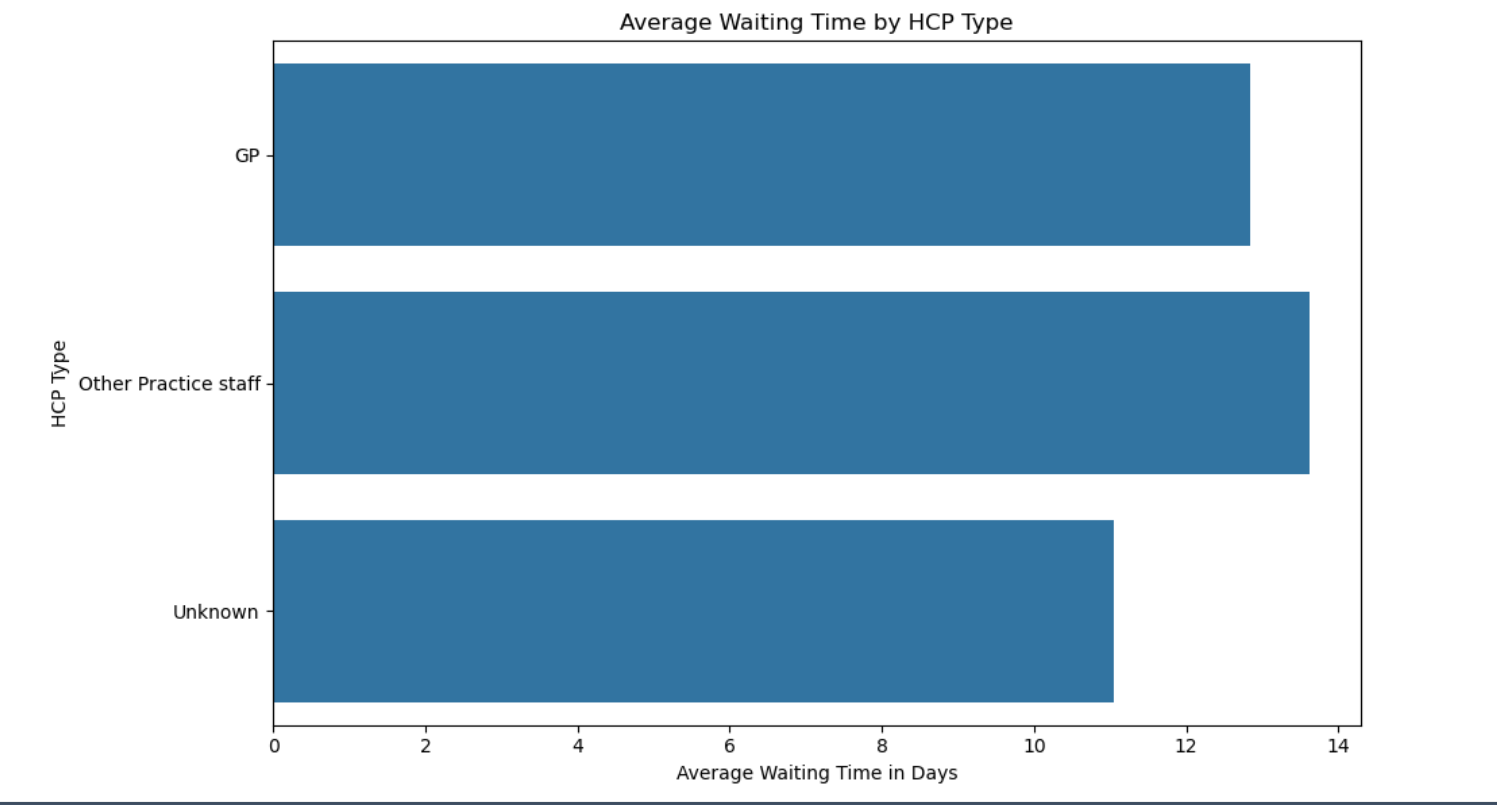 Average Waiting Time by HCP Type
HCP Type
GP
Other Practice staff
Unknown
0 2 4 6 8 10 12 14
Average Waiting Time in Days